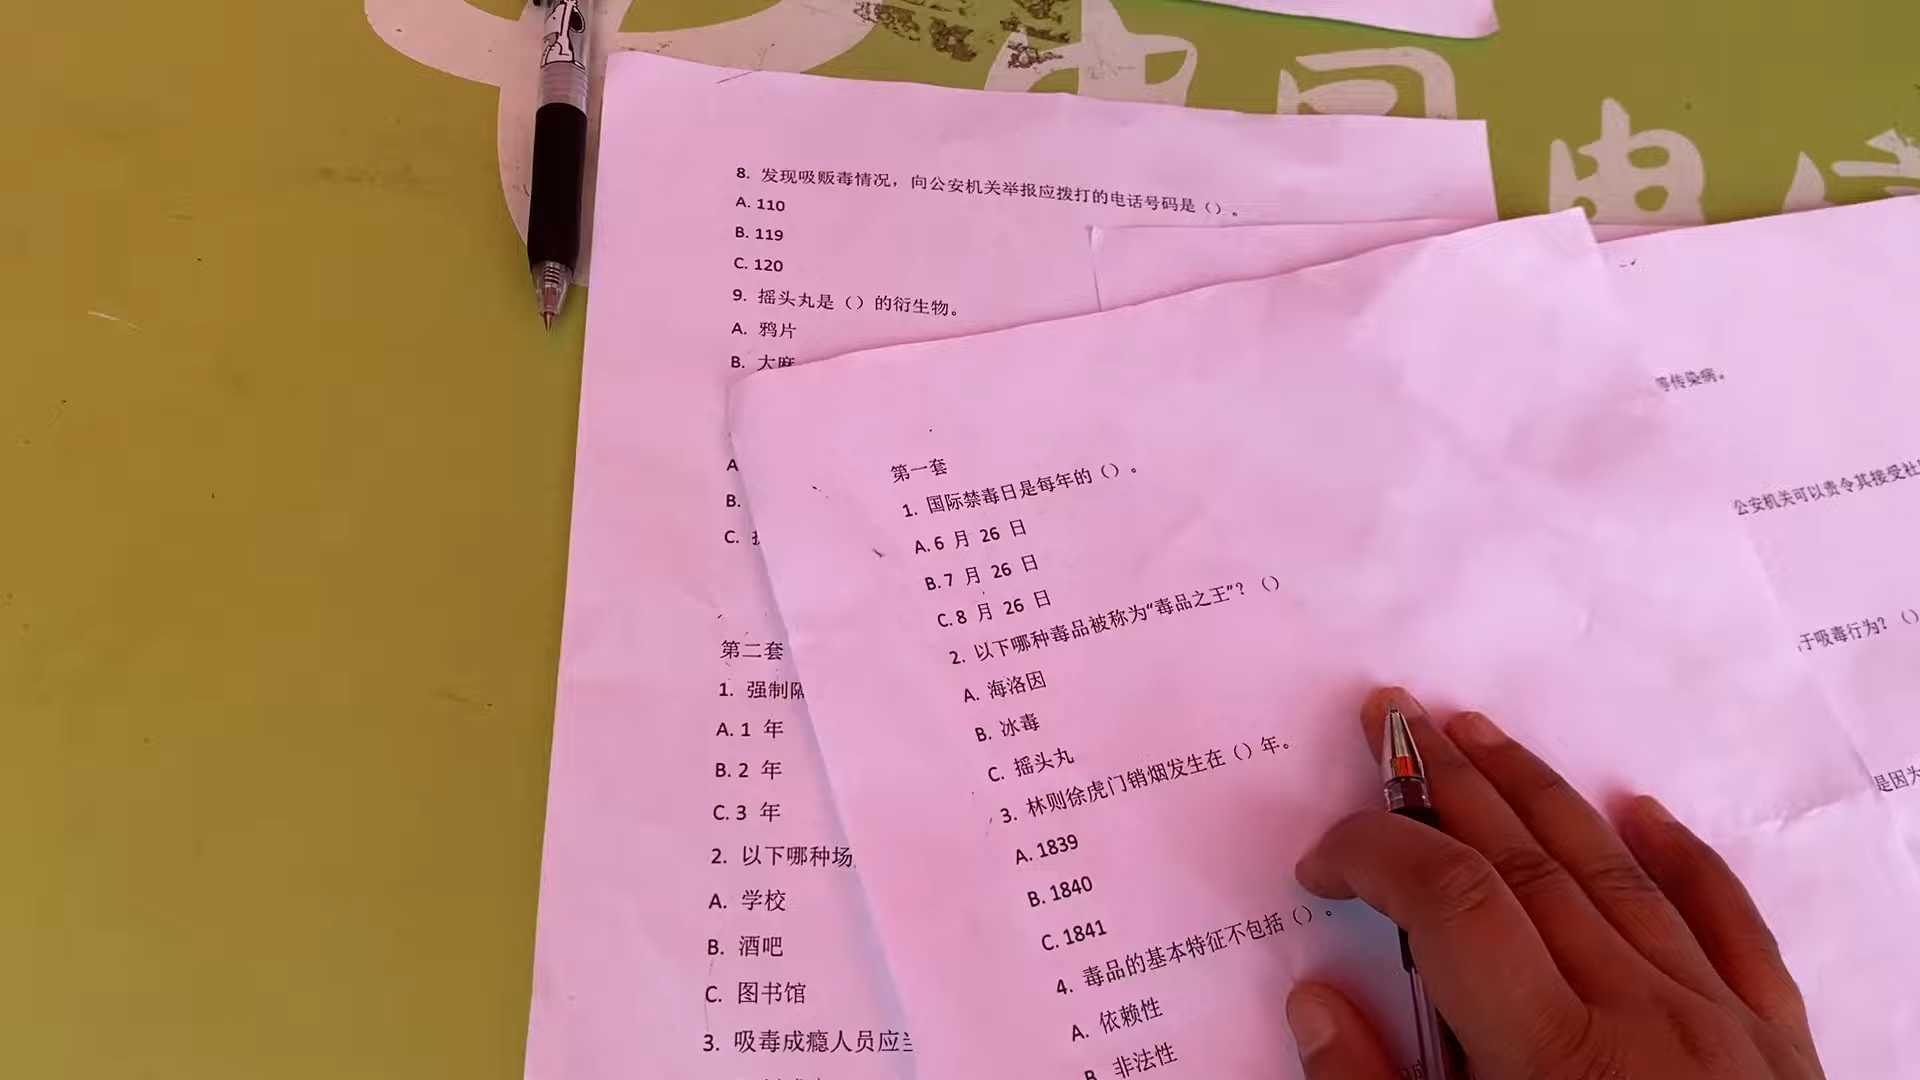 中国电信
8. 发现吸贩毒情况，向公安机关举报应拨打的电话号码是（）。
A. 110
B. 119
C. 120
9. 摇头丸是（）的衍生物。
A. 鸦片
B. 大麻
A
B.
C.
第二套
1. 强制隔
A. 1 年
B. 2 年
C. 3 年
2. 以下哪种场
A. 学校
B. 酒吧
C. 图书馆
3. 吸毒成瘾人员应当
第一套
1. 国际禁毒日是每年的（）。
A. 6 月 26 日
B. 7 月 26 日
C. 8 月 26 日
2. 以下哪种毒品被称为“毒品之王”？（）
A. 海洛因
B. 冰毒
C. 摇头丸
3. 林则徐虎门销烟发生在（）年。
A. 1839
B. 1840
C. 1841
4. 毒品的基本特征不包括（）。
A. 依赖性
B. 非法性
等传染病。
公安机关可以责令其接受社
于吸毒行为？（）
是因为